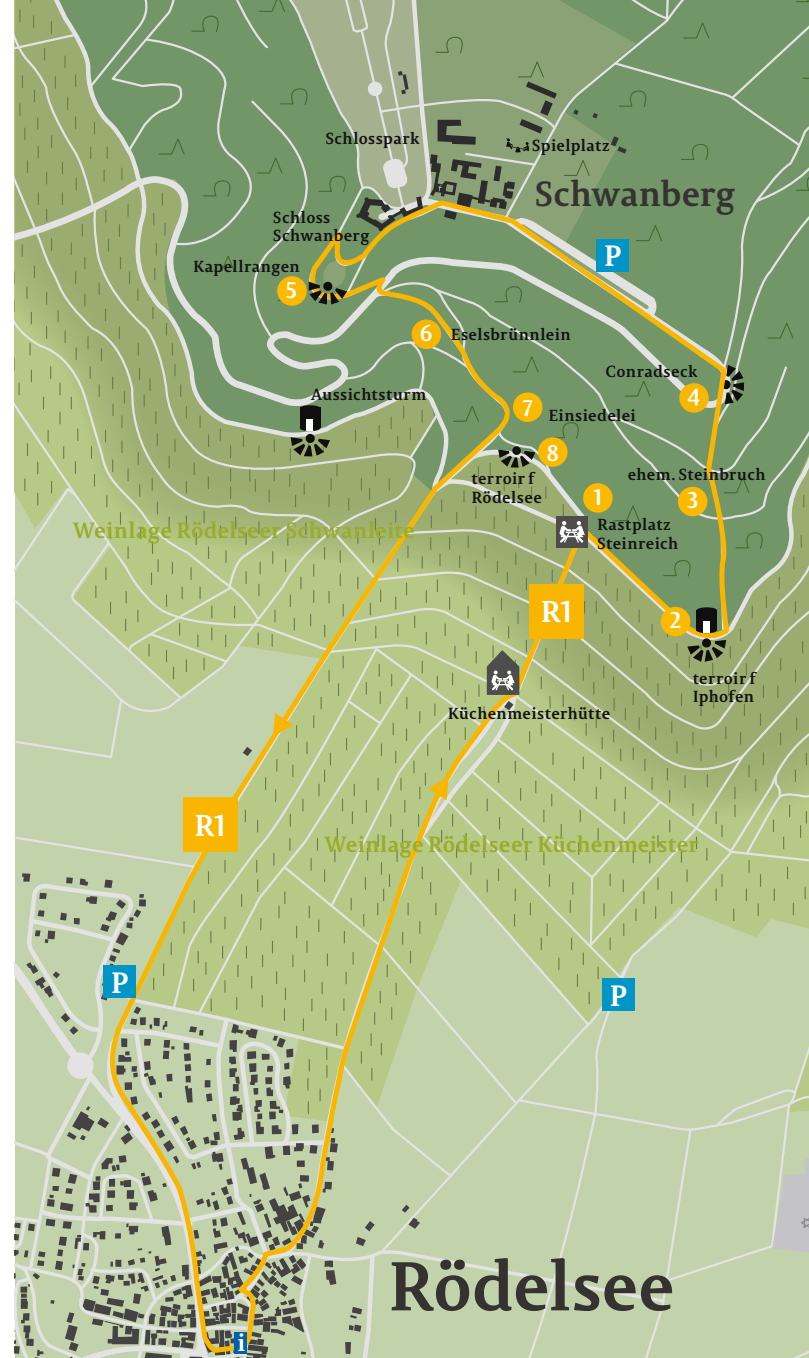 Schlosspark
Spielplatz
Schwanberg
Schloss
Schwanberg
P
Kapellrangen
5
6
Eselsbrünnlein
Conradseck
4
Aussichtsturm
7
Einsiedelei
8
terroir f
Rödelsee
ehem. Steinbruch
3
1
Rastplatz
Steinreich
Weinlage Rödelseer Schwanleite
R1
2
terroir f
Iphofen
Küchenmeisterhütte
R1
Weinlage Rödelseer Küchenmeister
P
P
Rödelsee
i